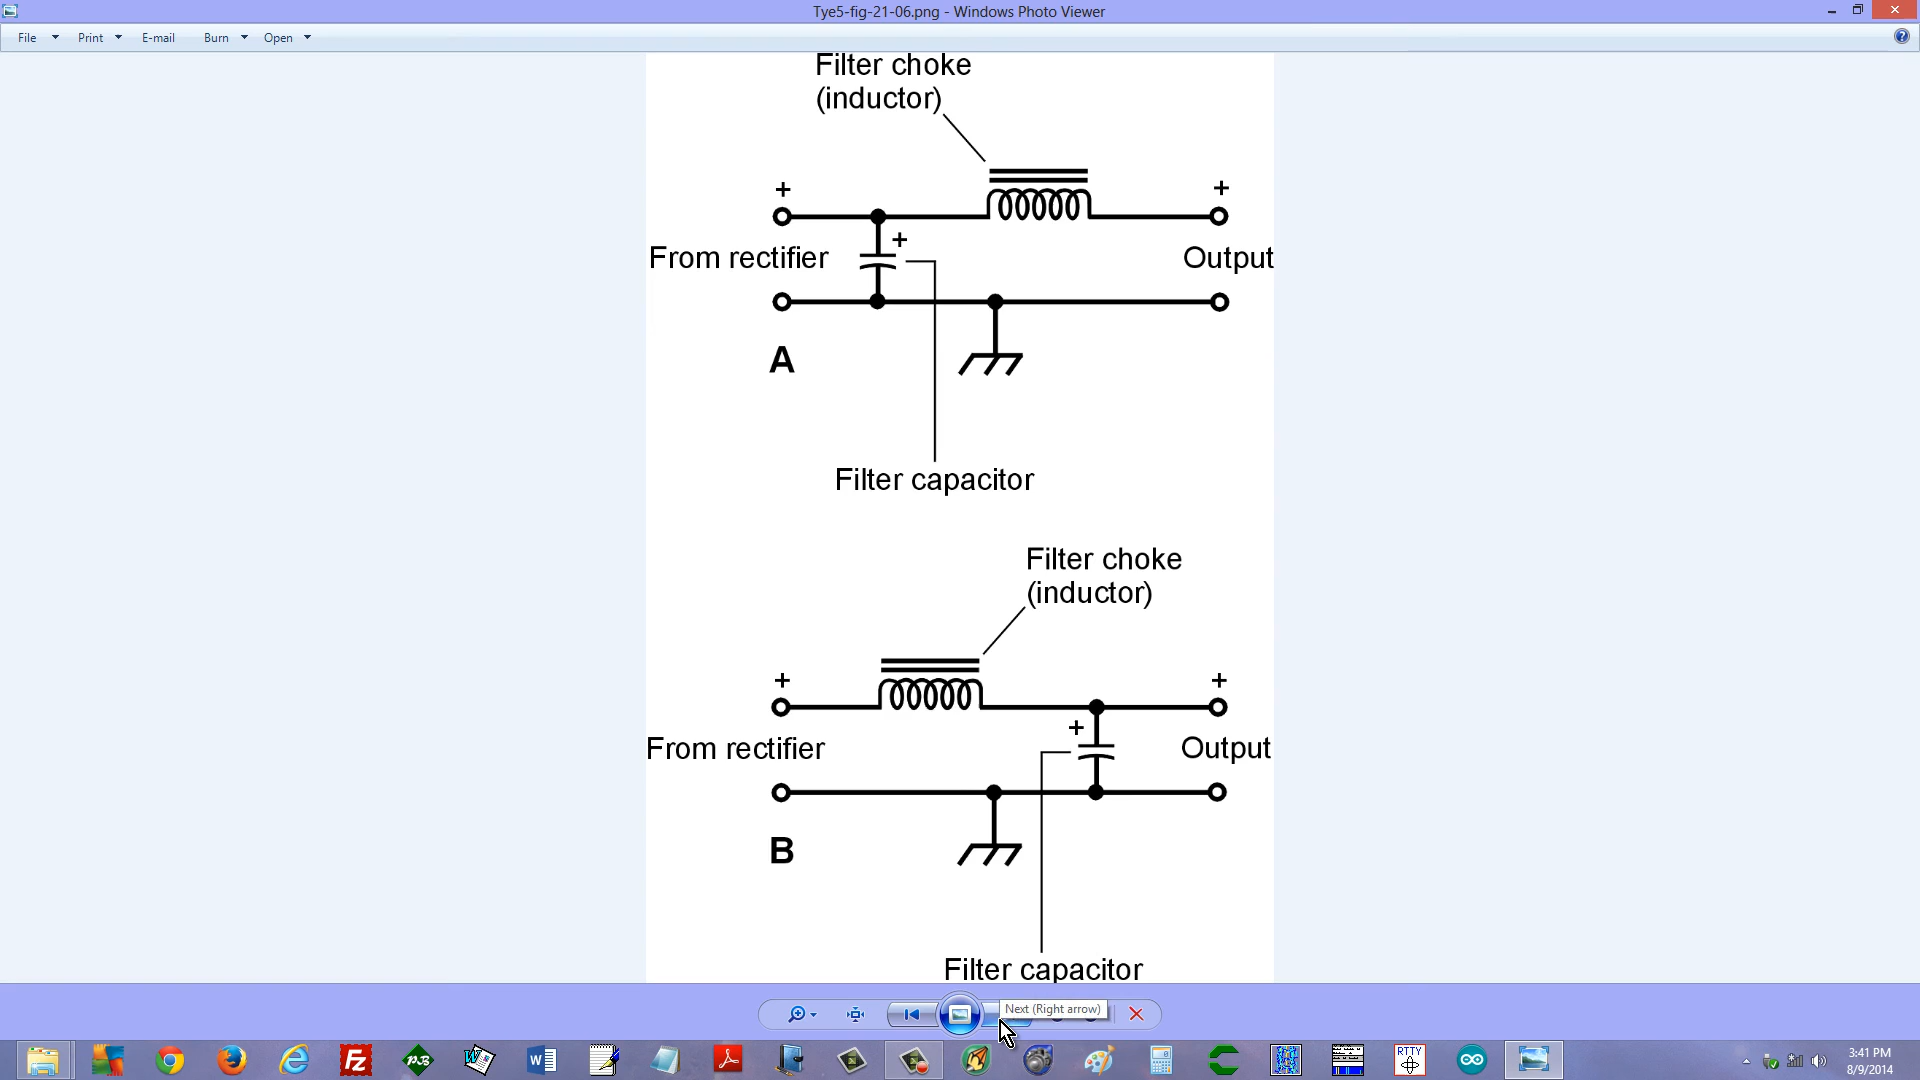 Tye5-fig-21-06.png - Windows Photo Viewer
File Print E-mail Burn Open
Filter choke
(inductor)
+ +
+
From rectifier Output
A
Filter capacitor
Filter choke
(inductor)
+ +
+
From rectifier Output
B
Filter capacitor
Next (Right arrow)
RTTY
3:41 PM
8/9/2014